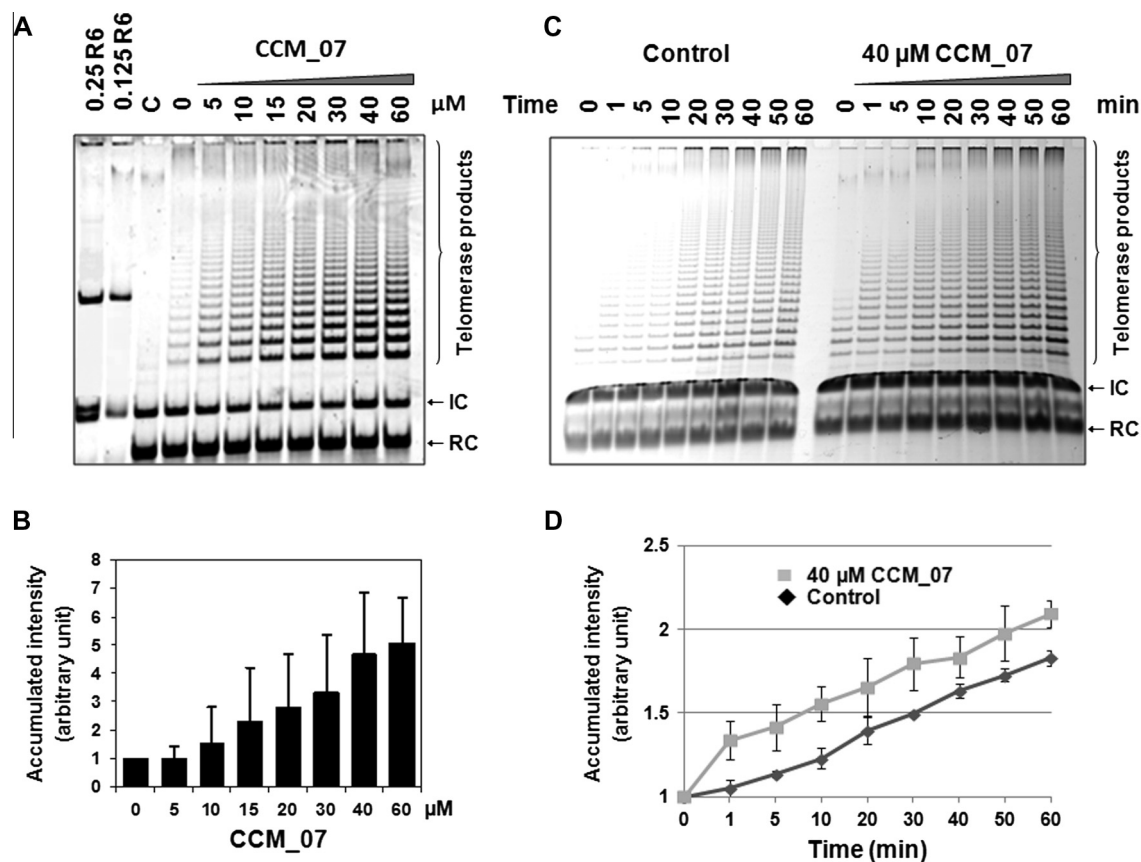 A
CCM_07
0.25 R6
0.125 R6
C
0
5
10
15
20
30
40
60
µM
Telomerase products
IC
RC
C
Control
40 µM CCM_07
Time
0
1
5
10
20
30
40
50
60
0
1
5
10
20
30
40
50
60
min
Telomerase products
IC
RC
B
Accumulated intensity
(arbitrary unit)
8
7
6
5
4
3
2
1
0
0 5 10 15 20 30 40 60 µM
CCM_07
D
Accumulated intensity
(arbitrary unit)
2.5
2
1.5
1
40 µM CCM_07
Control
0 1 5 10 20 30 40 50 60
Time (min)